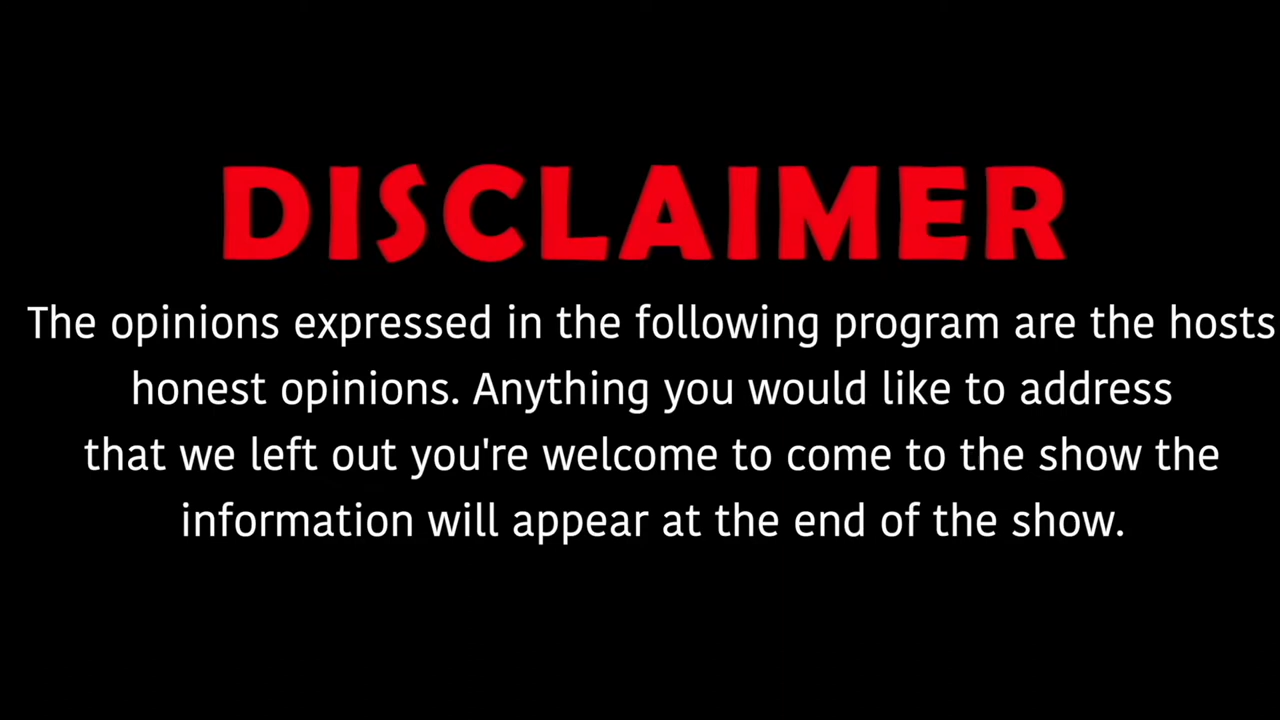 DISCLAIMER
The opinions expressed in the following program are the hosts
honest opinions. Anything you would like to address
that we left out you're welcome to come to the show the
information will appear at the end of the show.